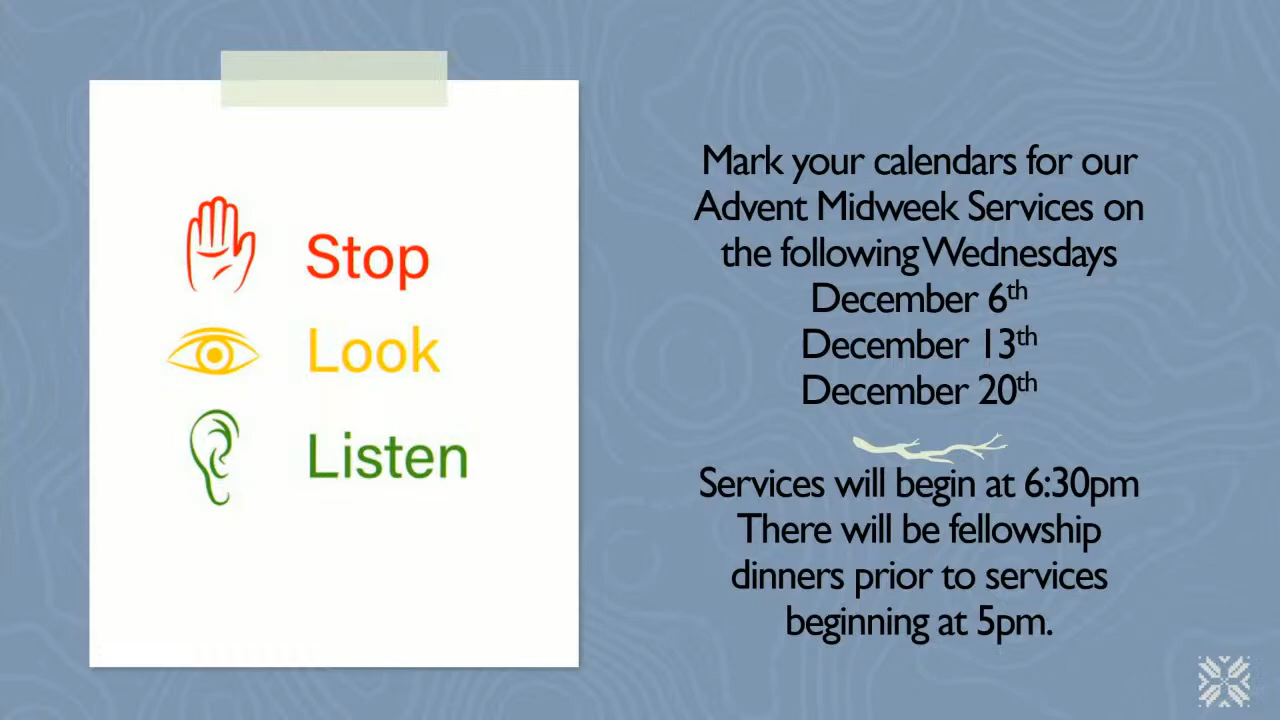 Stop
Look
Listen
Mark your calendars for our
Advent Midweek Services on
the following Wednesdays
December 6th
December 13th
December 20th
Services will begin at 6:30pm
There will be fellowship
dinners prior to services
beginning at 5pm.